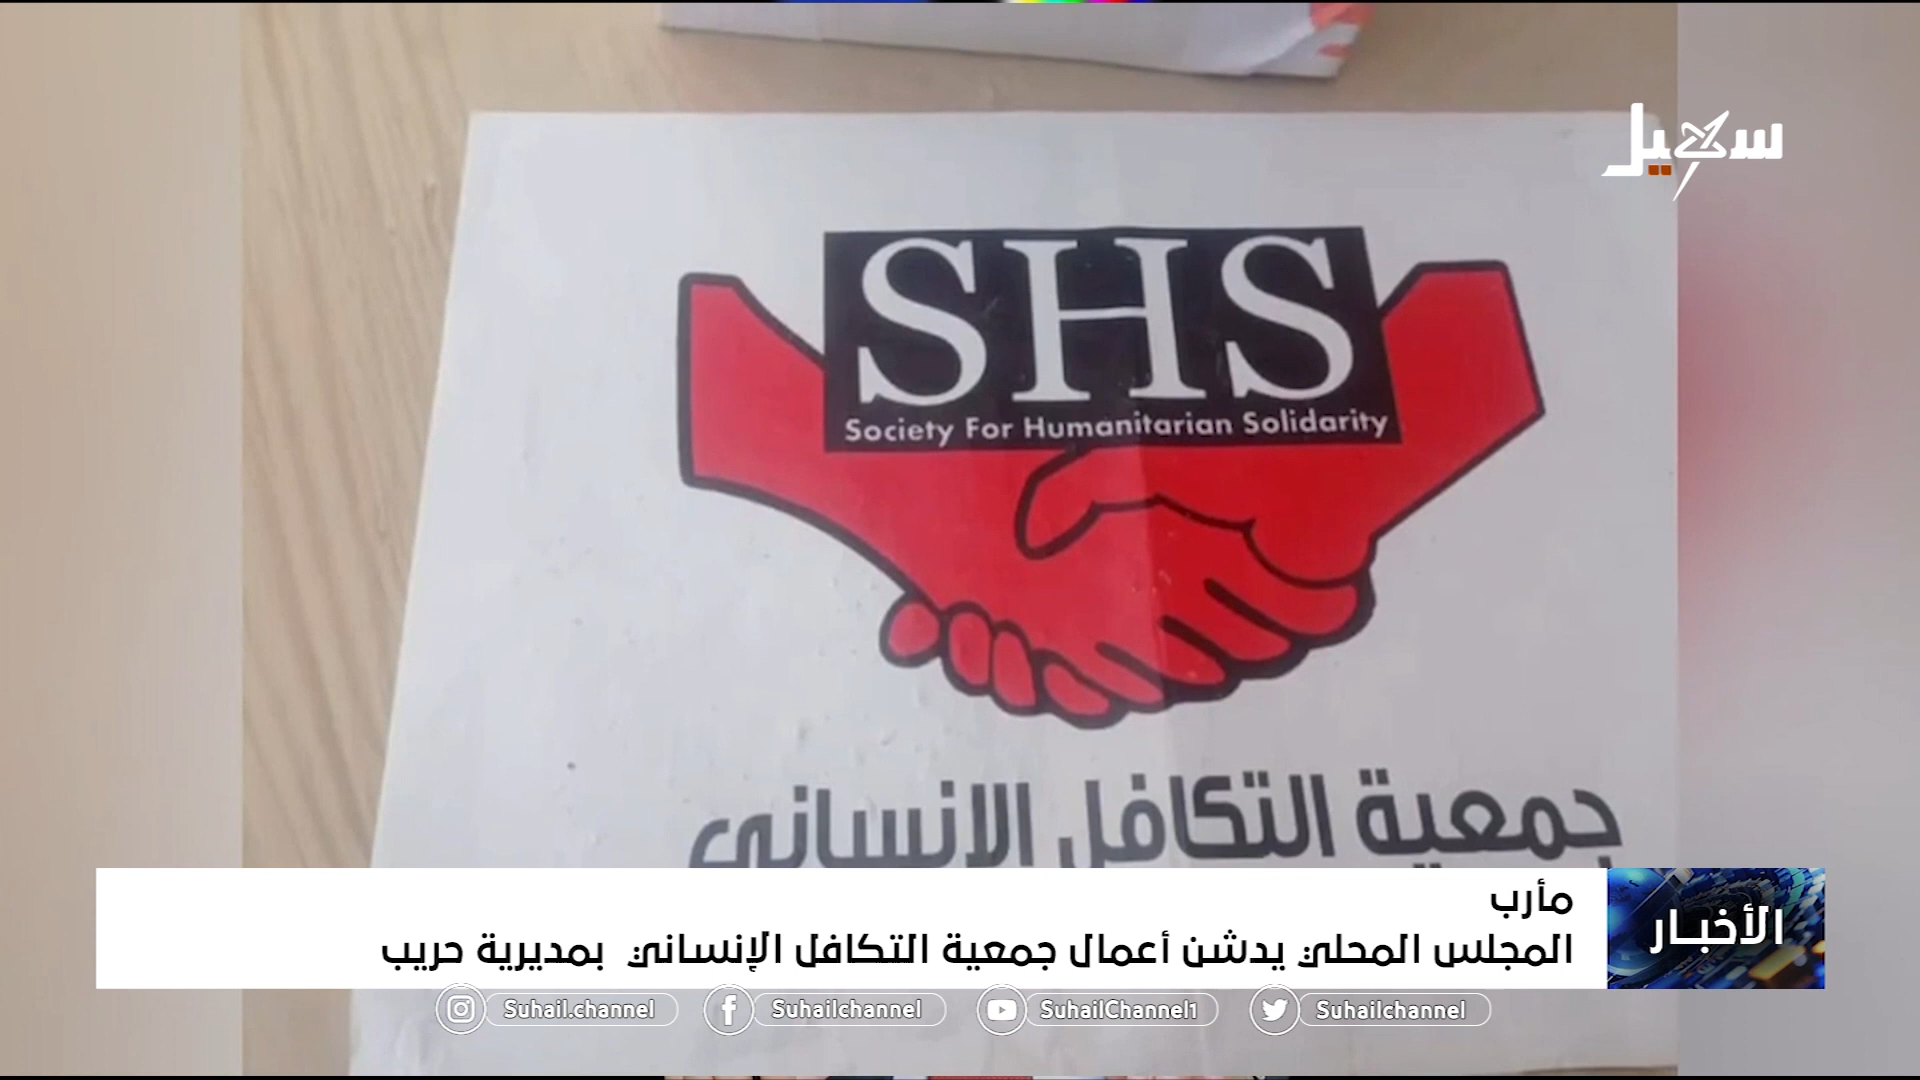 سهيل
SHS
Society For Humanitarian Solidarity
جمعية التكافل الانساني
الأخبار
مأرب
المجلس المحلي يدشن أعمال جمعية التكافل الإنساني بمديرية حريب
Suhail.channel
Suhailchannel
SuhailChannel1
Suhailchannel